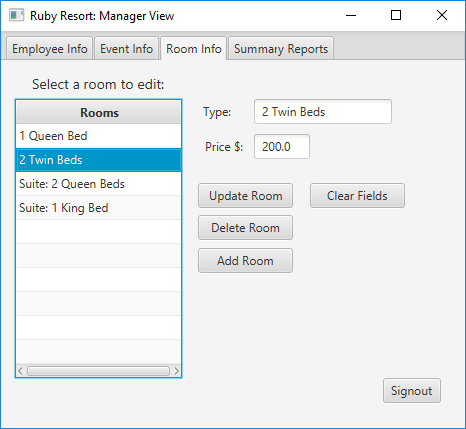 Ruby Resort: Manager View
Employee Info Event Info Room Info Summary Reports
Select a room to edit:
Rooms
1 Queen Bed
2 Twin Beds
Suite: 2 Queen Beds
Suite: 1 King Bed
Type: 2 Twin Beds
Price $: 200.0
Update Room Clear Fields
Delete Room
Add Room
Signout